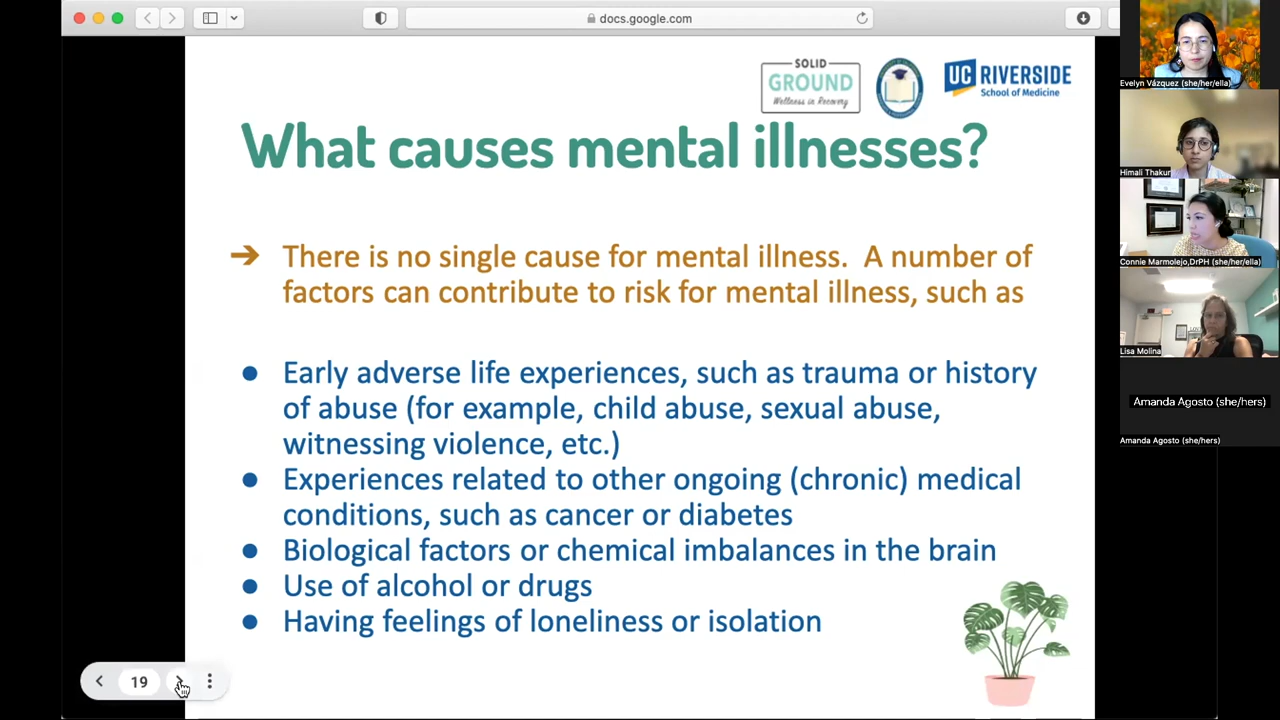 docs.google.com
SOLID
GROUND
Wellness in Recovery
UC RIVERSIDE
School of Medicine
What causes mental illnesses?
➔ There is no single cause for mental illness. A number of
factors can contribute to risk for mental illness, such as
● Early adverse life experiences, such as trauma or history
of abuse (for example, child abuse, sexual abuse,
witnessing violence, etc.)
● Experiences related to other ongoing (chronic) medical
conditions, such as cancer or diabetes
● Biological factors or chemical imbalances in the brain
● Use of alcohol or drugs
● Having feelings of loneliness or isolation
19
Evelyn Vázquez (she/her/ella)
Himali Thakur
Connie Marmolejo,DrPH (she/her/ella)
Lisa Molina
Amanda Agosto (she/hers)
Amanda Agosto (she/hers)